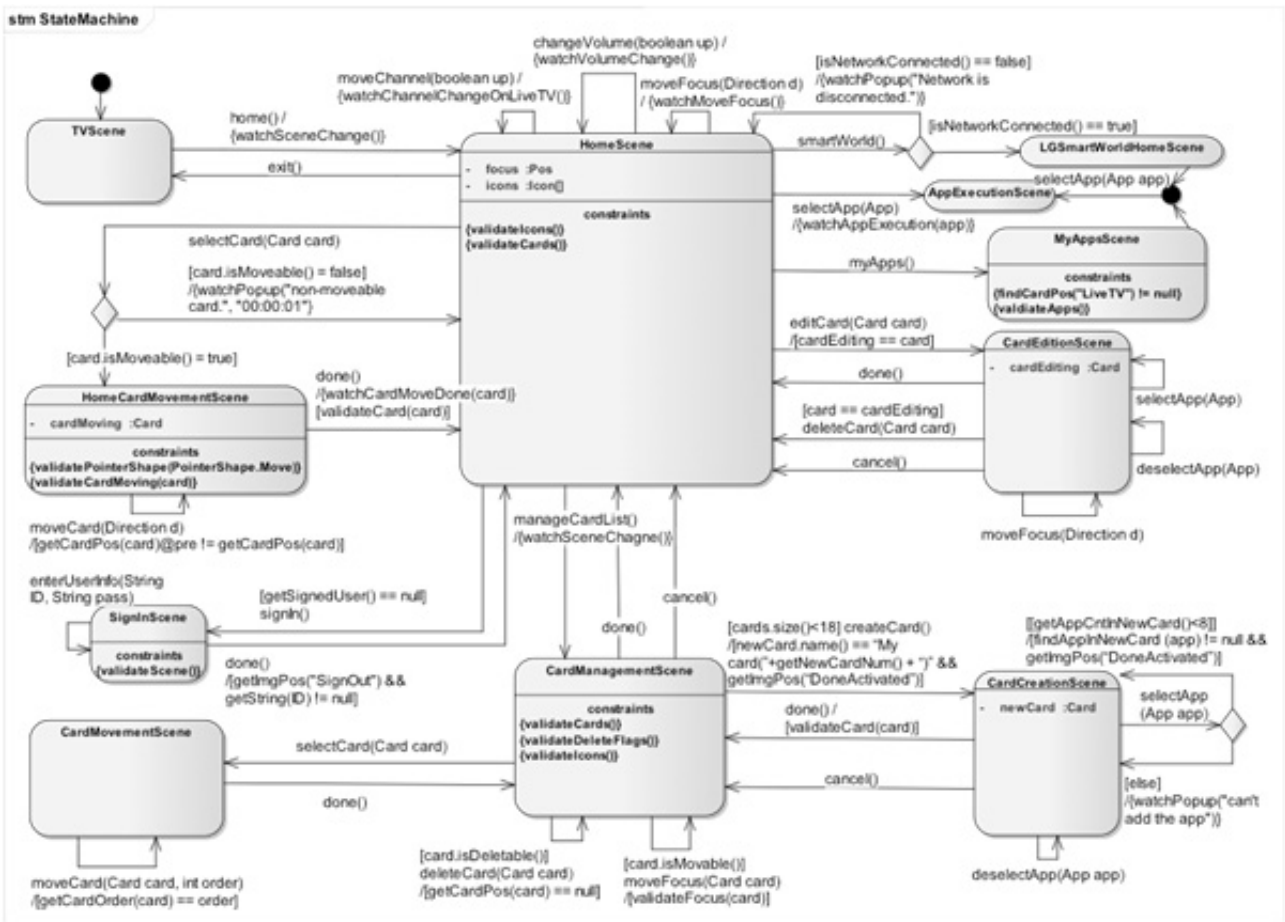 stm StateMachine
changeVolume(boolean up) /
{watchVolumeChange()}
moveChannel(boolean up) /
{watchChannelChangeOnLiveTV()}
moveFocus(Direction d)
/ {watchMoveFocus()}
[isNetworkConnected() == false]
/{watchPopup("Network is
disconnected.")}
[isNetworkConnected() == true]
TVScene
home() /
{watchSceneChange()}
exit()
HomeScene
- focus :Pos
- icons :Icon[]
constraints
{validateIcons()}
{validateCards()}
smartWorld()
LGSmartWorldHomeScene
selectApp(App app)
AppExecutionScene
selectApp(App)
/{watchAppExecution(app)}
MyAppsScene
constraints
{findCardPos("LiveTV") != null}
{valdiateApps()}
myApps()
selectCard(Card card)
[card.isMoveable() = false]
/{watchPopup("non-moveable
card.", "00:00:01"}
[card.isMoveable() = true]
editCard(Card card)
/[cardEditing == card]
CardEditionScene
- cardEditing :Card
done()
selectApp(App)
[card == cardEditing]
deleteCard(Card card)
cancel()
deselectApp(App)
moveFocus(Direction d)
HomeCardMovementScene
- cardMoving :Card
constraints
{validatePointerShape(PointerShape.Move)}
{validateCardMoving(card)}
done()
/{watchCardMoveDone(card)}
[validateCard(card)]
moveCard(Direction d)
/[getCardPos(card)@pre != getCardPos(card)]
manageCardList()
/{watchSceneChagne()}
enterUserInfo(String
ID, String pass)
SignInScene
constraints
{validateScene()}
[getSignedUser() == null]
signIn()
done()
/[getImgPos("SignOut") &&
getString(ID) != null]
done()
cancel()
[cards.size()<18] createCard()
/[newCard.name() == "My
card("+getNewCardNum() + ")" &&
getImgPos("DoneActivated")]
[[getAppCntInNewCard()<8]]
/[findAppInNewCard (app) != null &&
getImgPos("DoneActivated")]
CardManagementScene
constraints
{validateCards()}
{validateDeleteFlags()}
{validateIcons()}
CardCreationScene
- newCard :Card
selectApp
(App app)
done() /
[validateCard(card)]
cancel()
[else]
/{watchPopup("can't
add the app")}
deselectApp(App app)
CardMovementScene
selectCard(Card card)
done()
moveCard(Card card, int order)
/[getCardOrder(card) == order]
[card.isDeletable()]
deleteCard(Card card)
/[getCardPos(card) == null]
[card.isMovable()]
moveFocus(Card card)
/[validateFocus(card)]